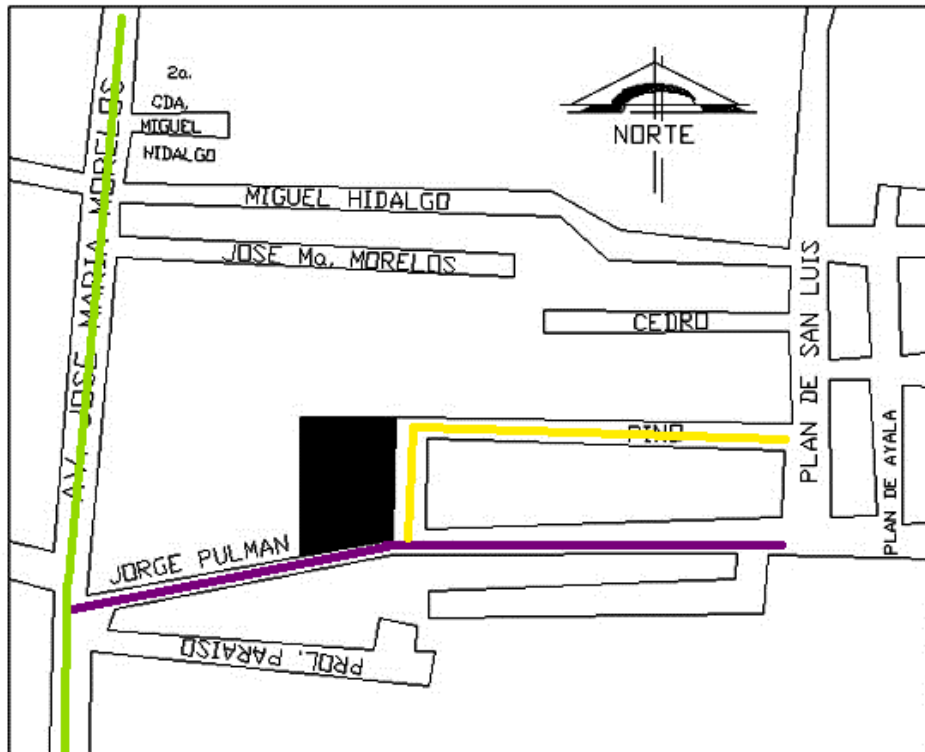 2a.
CDA.
MIGUEL
HIDALGO
NORTE
AV. JOSE MARIA MORELOS
MIGUEL HIDALGO
JOSE Ma. MORELOS
CEDRO
PLAN DE SAN LUIS
PINO
PLAN DE AYALA
JORGE PULMAN
PROL. PARAISO